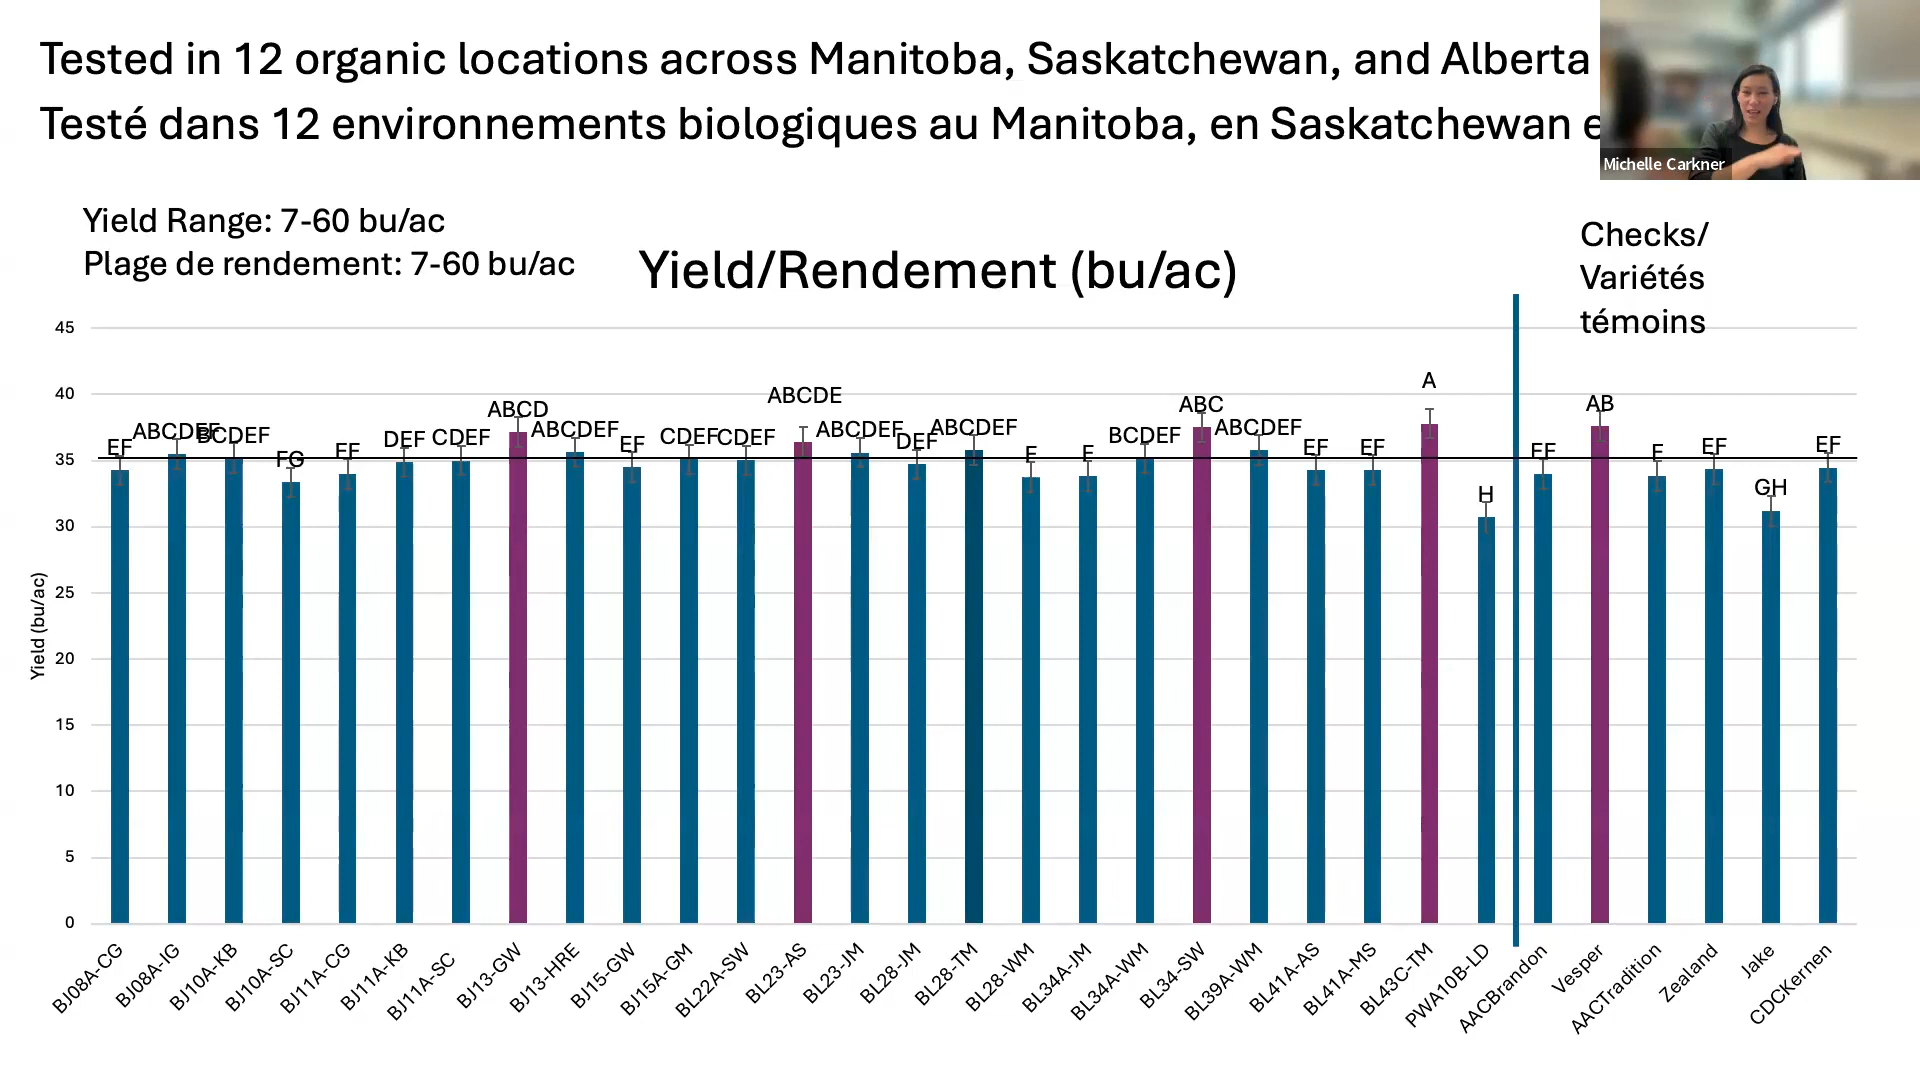 Tested in 12 organic locations across Manitoba, Saskatchewan, and Alberta
Testé dans 12 environnements biologiques au Manitoba, en Saskatchewan e
Michelle Carkner
Yield Range: 7-60 bu/ac
Plage de rendement: 7-60 bu/ac
Yield/Rendement (bu/ac)
Checks/
Variétés
témoins
Yield (bu/ac)
45
40
35
30
25
20
15
10
5
0
EF
ABCDEF
BCDEF
FG
EF
DEF
CDEF
ABCD
ABCDEF
EF
CDEF
CDEF
ABCDE
ABCDEF
DEF
ABCDEF
F
F
BCDEF
ABC
ABCDEF
EF
EF
A
H
EF
AB
F
EF
GH
EF
BJ08A-CG
BJ08A-IG
BJ10A-KB
BJ10A-SC
BJ11A-CG
BJ11A-KB
BJ11A-SC
BJ13-GW
BJ13-HRE
BJ15-GW
BJ15A-GM
BL22A-SW
BL23-AS
BL23-JM
BL28-JM
BL28-TM
BL28-WM
BL34A-JM
BL34A-WM
BL34-SW
BL39A-WM
BL41A-AS
BL41A-MS
BL43C-TM
PWA10B-LD
AACBrandon
Vesper
AACTradition
Zealand
Jake
CDCKernen